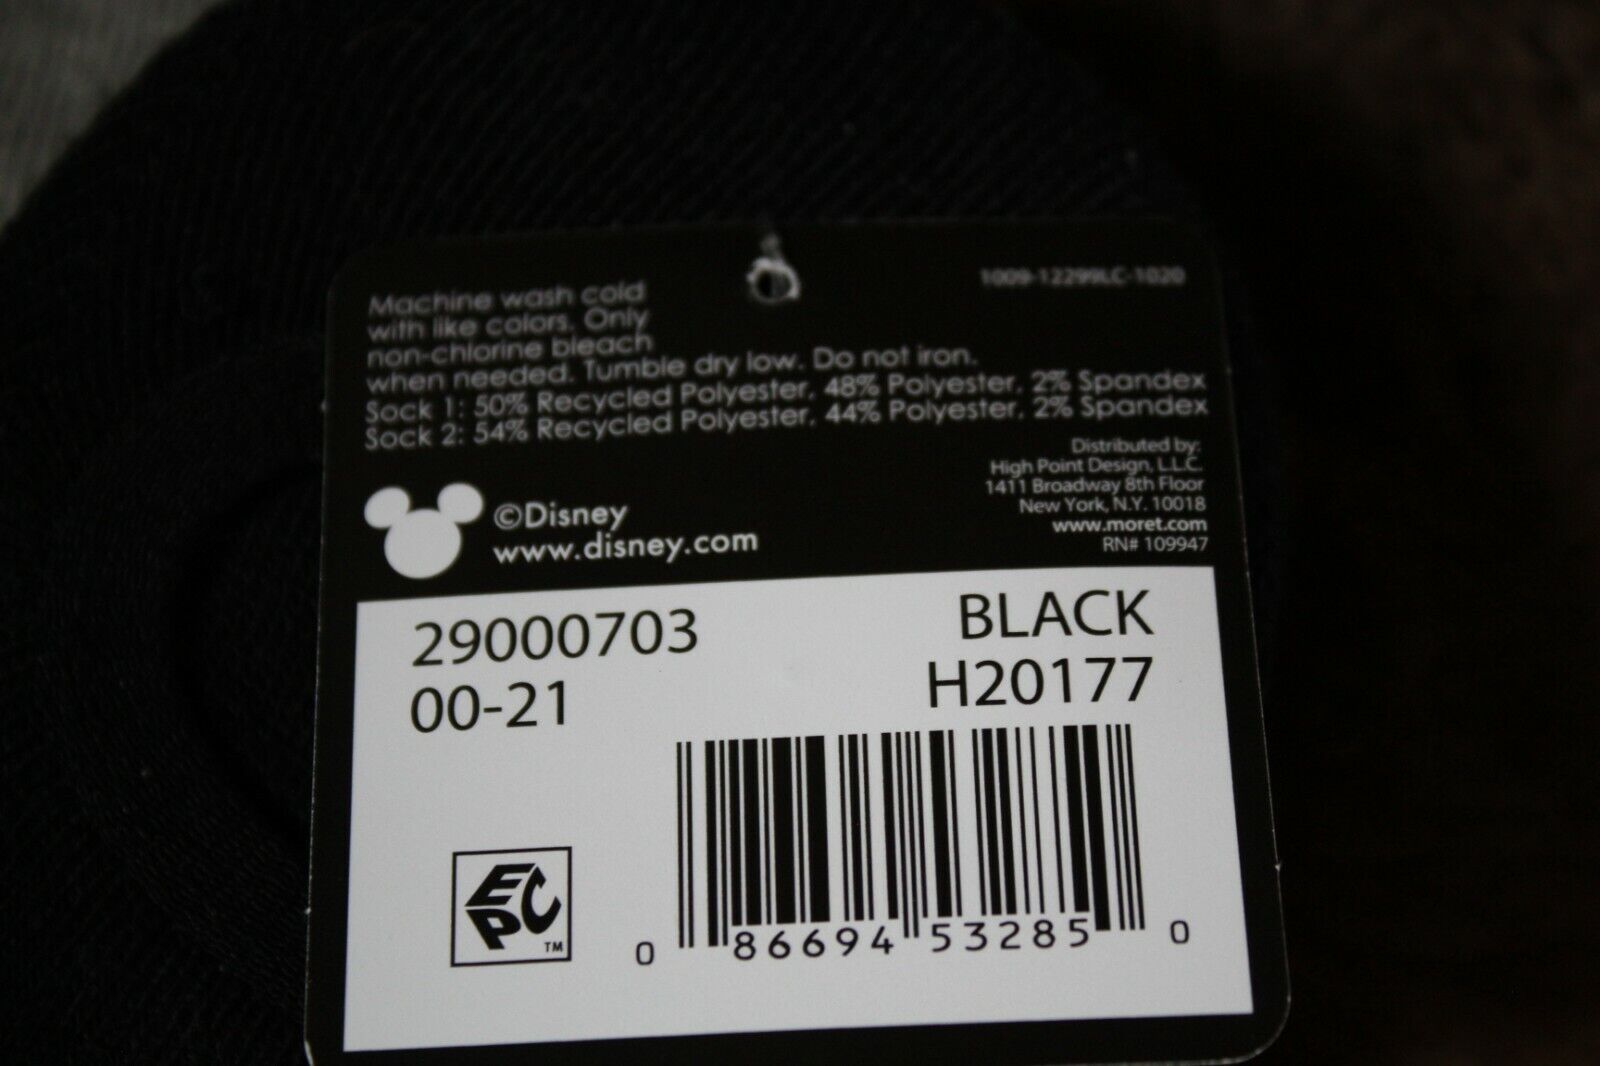 1009-12299LC-1020
Machine wash cold
with like colors. Only
non-chlorine bleach
when needed. Tumble dry low. Do not iron.
Sock 1: 50% Recycled Polyester, 48% Polyester, 2% Spandex
Sock 2: 54% Recycled Polyester, 44% Polyester, 2% Spandex
Distributed by:
High Point Design, L.L.C.
1411 Broadway 8th Floor
New York, N.Y. 10018
www.moret.com
RN# 109947
©Disney
www.disney.com
29000703 BLACK
00-21 H20177
EPC TM
0 86694 53285 0